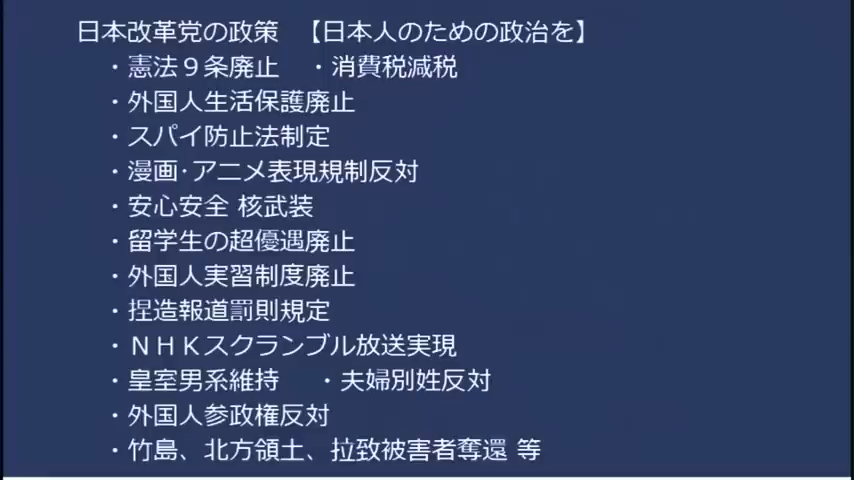 日本改革党の政策 【日本人のための政治を】
・憲法９条廃止 ・消費税減税
・外国人生活保護廃止
・スパイ防止法制定
・漫画･アニメ表現規制反対
・安心安全 核武装
・留学生の超優遇廃止
・外国人実習制度廃止
・捏造報道罰則規定
・ＮＨＫスクランブル放送実現
・皇室男系維持 ・夫婦別姓反対
・外国人参政権反対
・竹島、北方領土、拉致被害者奪還 等